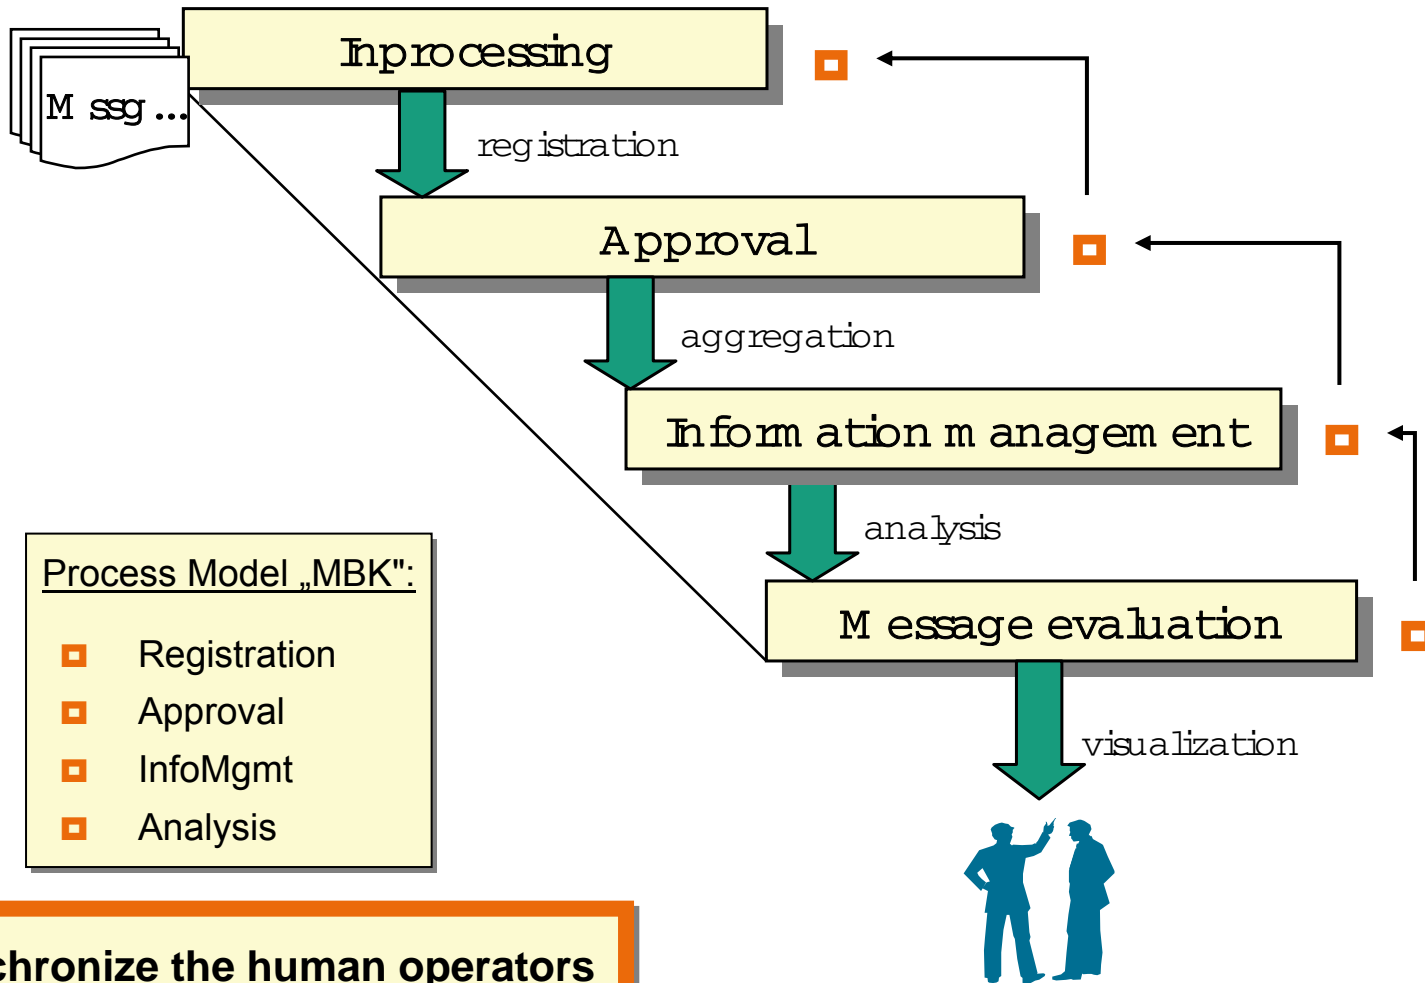 Inprocessing
Mssg...
registration
Approval
aggregation
Information management
analysis
Message evaluation
visualization
Process Model „MBK":
Registration
Approval
InfoMgmt
Analysis
chronize the human operators